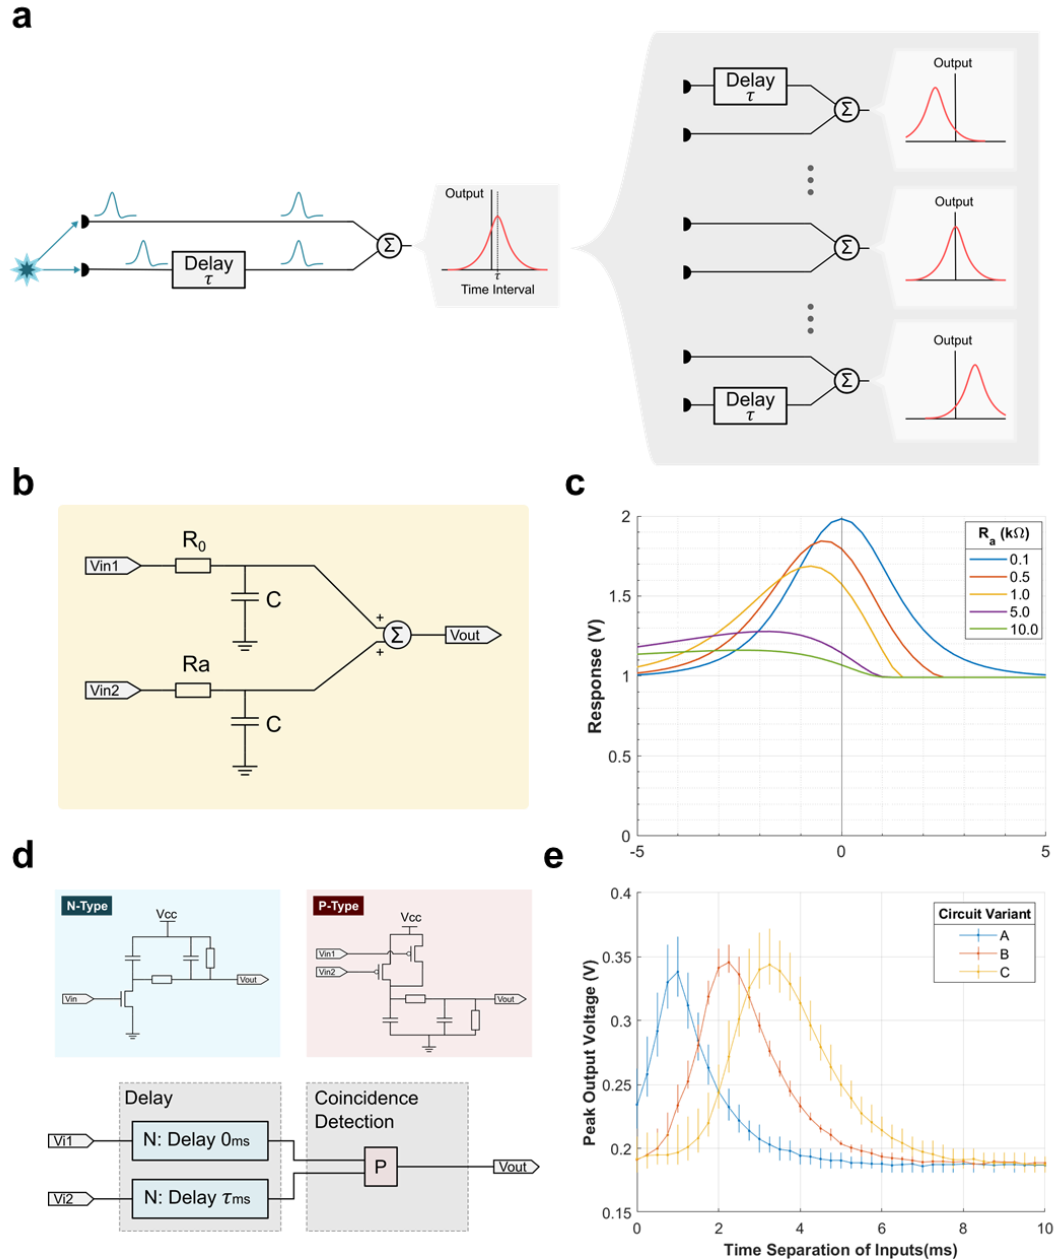 a
Output
τ
Time Interval
Delay
τ
Σ
Delay
τ
Σ
Output
Σ
Output
Delay
τ
Σ
Output
b
Vin1
R0
C
+
+
Σ
Vout
Vin2
Ra
C
c
Response (V)
2
1.5
1
0.5
0
-5
0
5
Ra (kΩ)
0.1
0.5
1.0
5.0
10.0
d
N-Type
Vcc
Vin
Vout
P-Type
Vcc
Vin1
Vin2
Vout
Delay
Coincidence
Detection
Vi1
N: Delay 0ms
P
Vout
Vi2
N: Delay τms
e
Peak Output Voltage (V)
0.4
0.35
0.3
0.25
0.2
0.15
0
2
4
6
8
10
Time Separation of Inputs(ms)
Circuit Variant
A
B
C